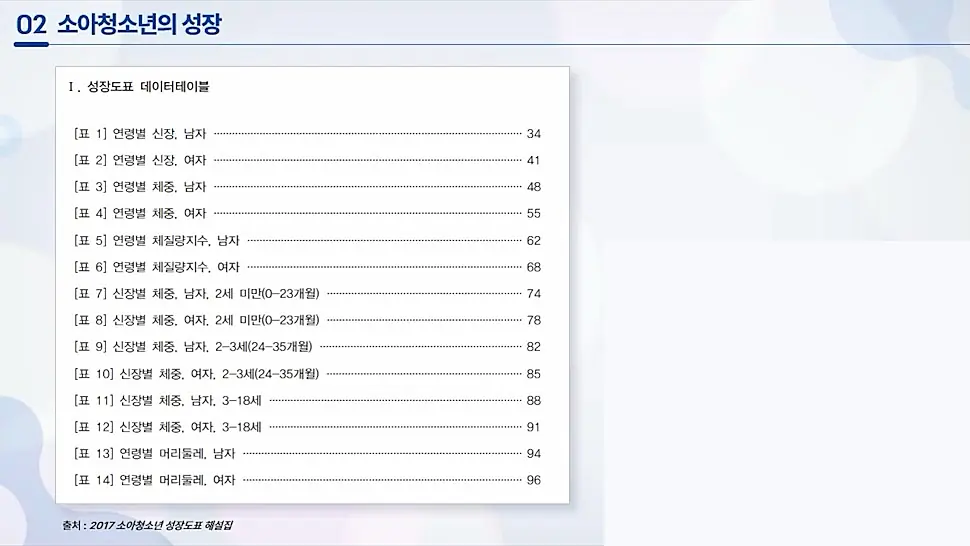 02 소아청소년의 성장
Ⅰ. 성장도표 데이터테이블
[표 1] 연령별 신장, 남자 34
[표 2] 연령별 신장, 여자 41
[표 3] 연령별 체중, 남자 48
[표 4] 연령별 체중, 여자 55
[표 5] 연령별 체질량지수, 남자 62
[표 6] 연령별 체질량지수, 여자 68
[표 7] 신장별 체중, 남자, 2세 미만(0-23개월) 74
[표 8] 신장별 체중, 여자, 2세 미만(0-23개월) 78
[표 9] 신장별 체중, 남자, 2-3세(24-35개월) 82
[표 10] 신장별 체중, 여자, 2-3세(24-35개월) 85
[표 11] 신장별 체중, 남자, 3-18세 88
[표 12] 신장별 체중, 여자, 3-18세 91
[표 13] 연령별 머리둘레, 남자 94
[표 14] 연령별 머리둘레, 여자 96
출처 : 2017 소아청소년 성장도표 해설집